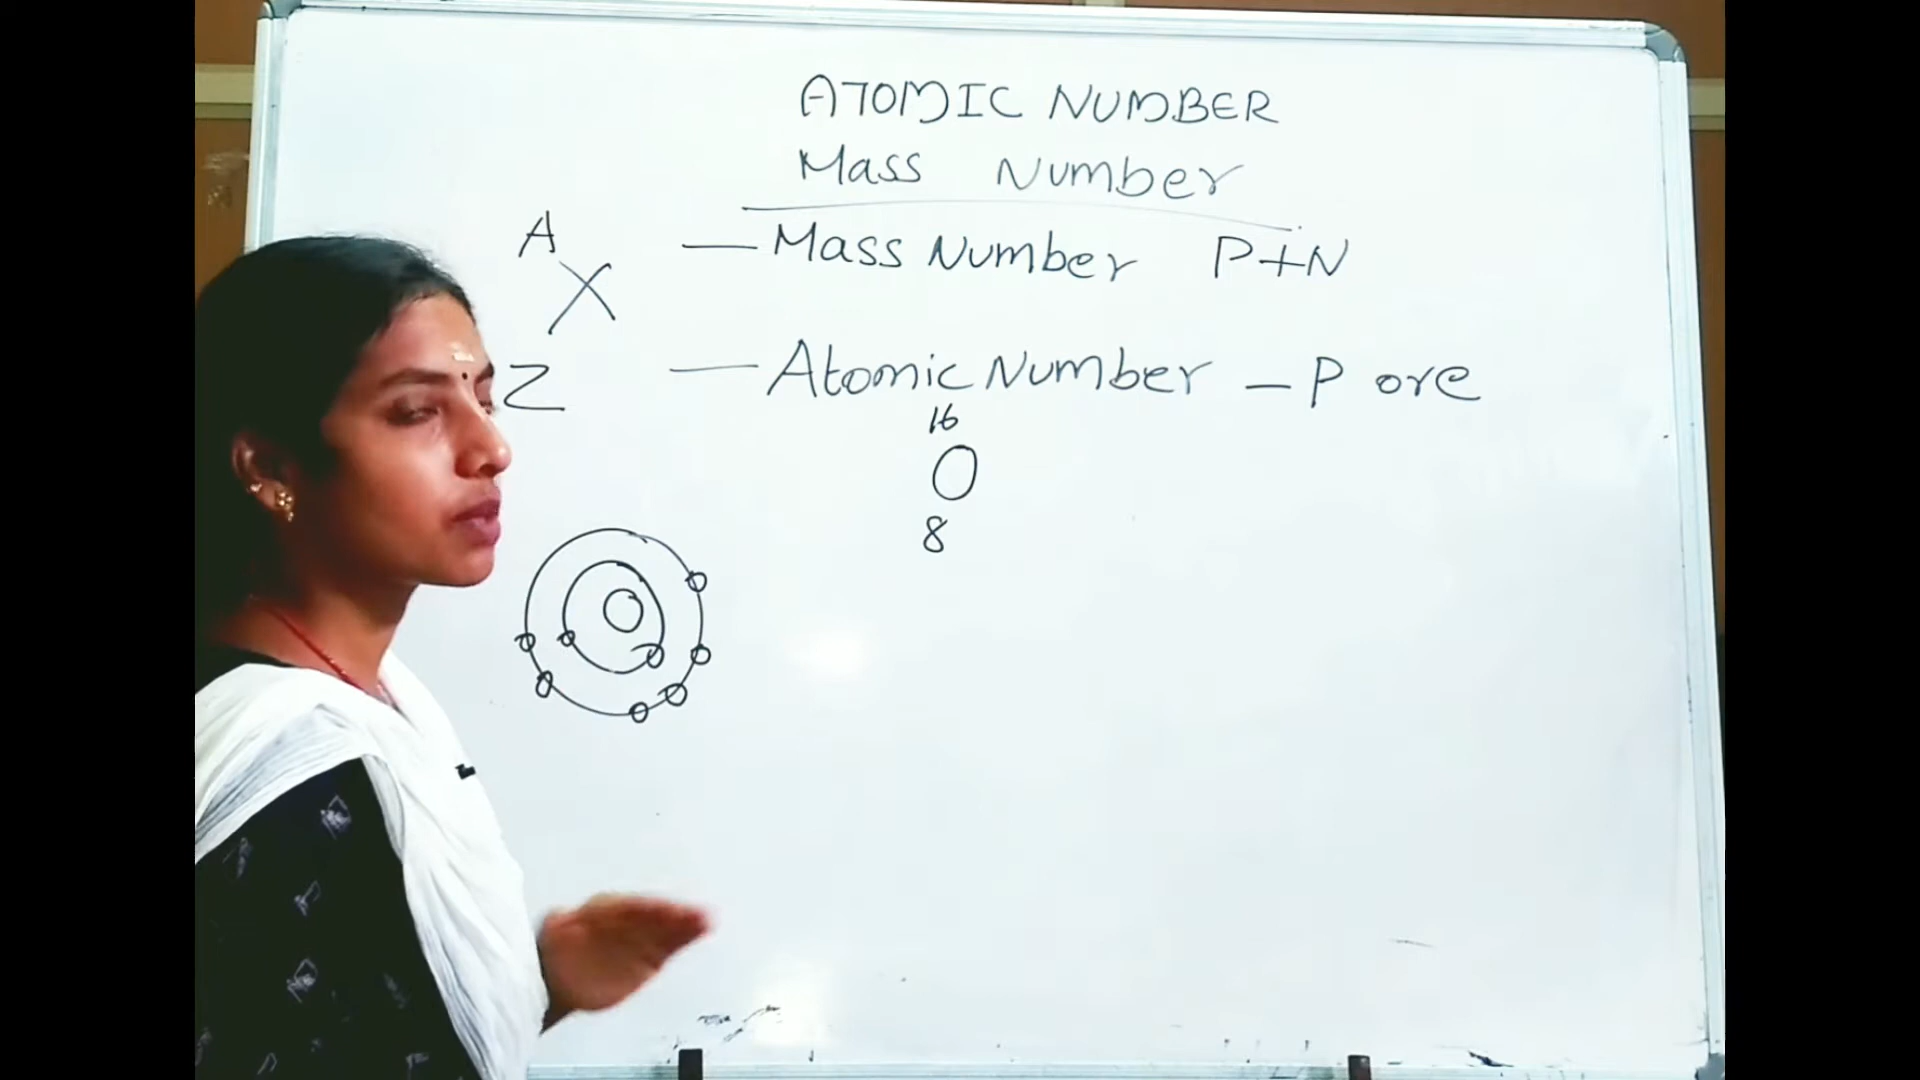 ATOMIC NUMBER
Mass Number
A
X
Z
— Mass Number P+N
— Atomic Number – P or e
16
O
8